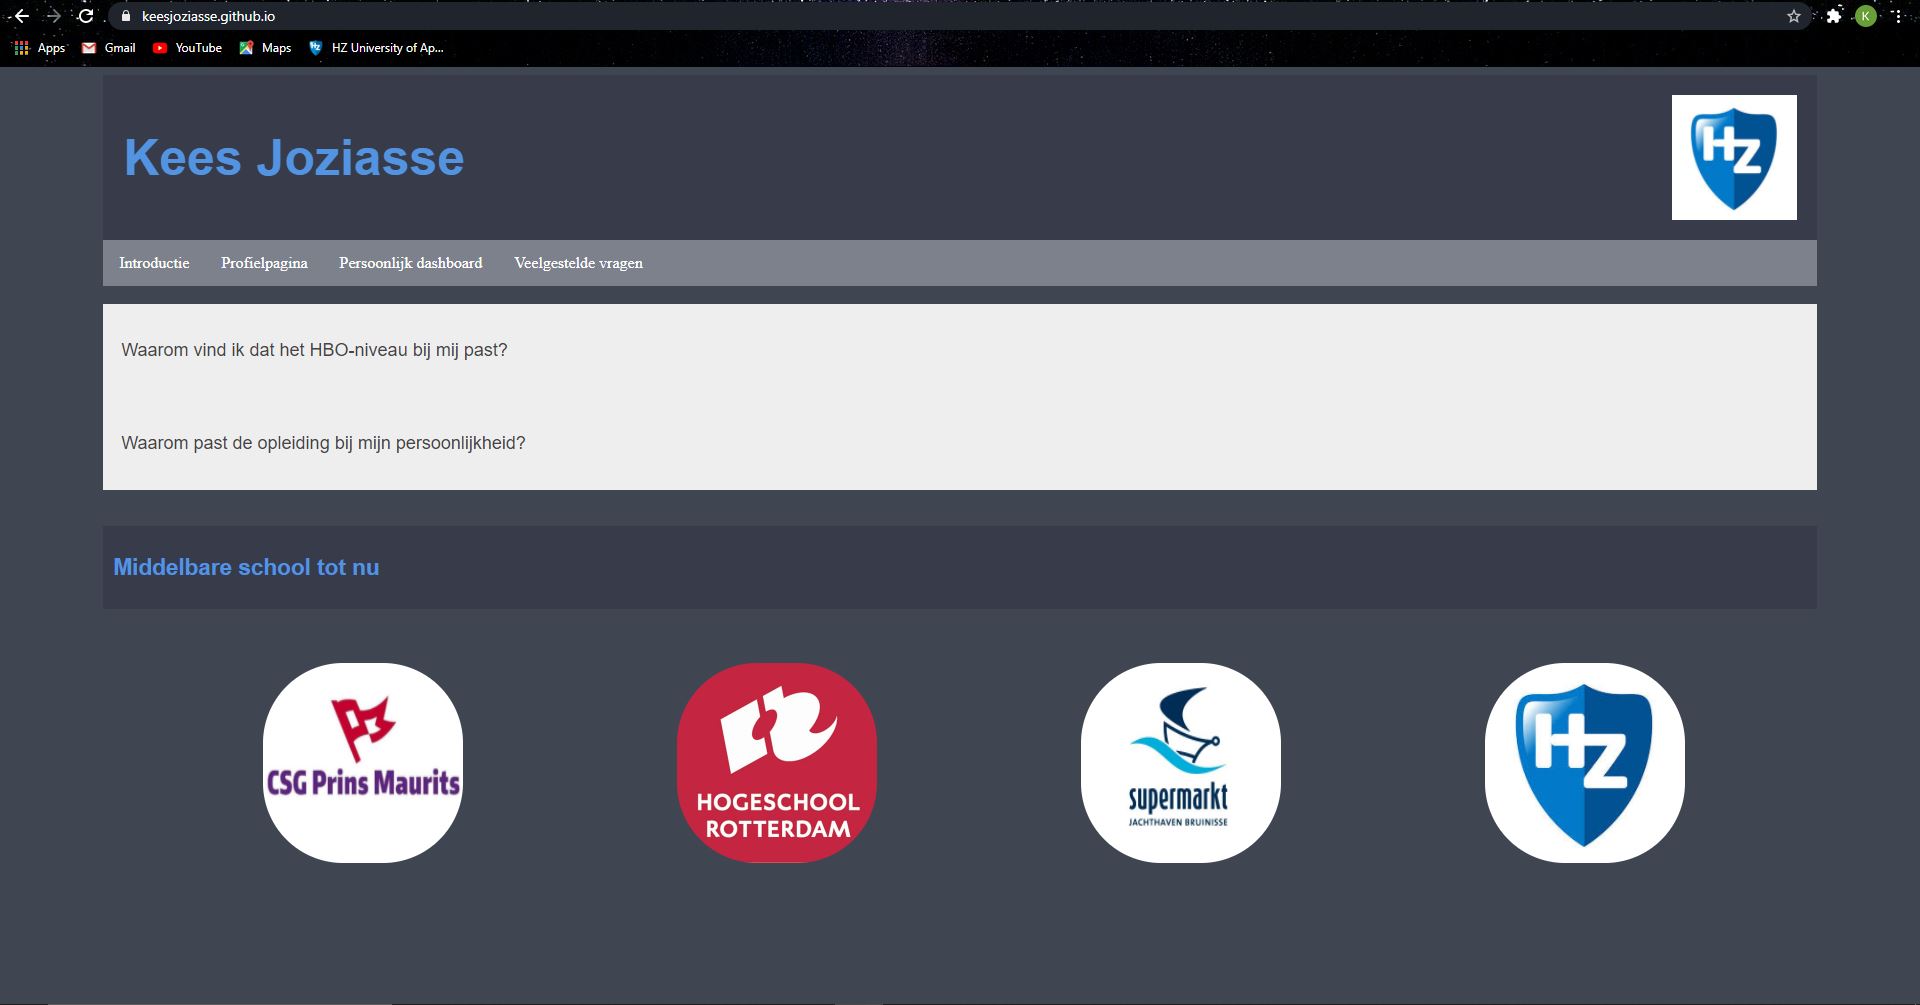 keesjoziasse.github.io
K
Apps Gmail YouTube Maps HZ University of Ap...
Kees Joziasse
HZ
Introductie Profielpagina Persoonlijk dashboard Veelgestelde vragen
Waarom vind ik dat het HBO-niveau bij mij past?
Waarom past de opleiding bij mijn persoonlijkheid?
Middelbare school tot nu
CSG Prins Maurits
HOGESCHOOL
ROTTERDAM
supermarkt
JACHTHAVEN BRUINISSE
HZ